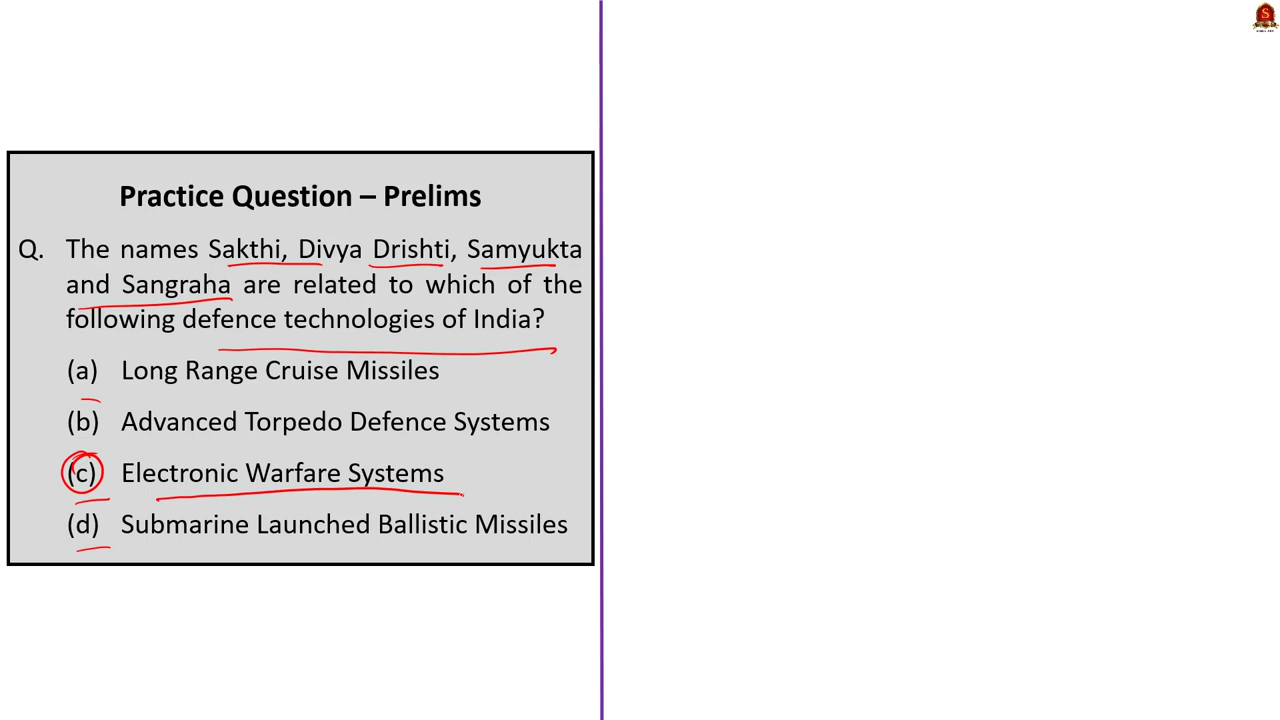 S
Practice Question – Prelims
Q. The names Sakthi, Divya Drishti, Samyukta
and Sangraha are related to which of the
following defence technologies of India?
(a) Long Range Cruise Missiles
(b) Advanced Torpedo Defence Systems
(c) Electronic Warfare Systems
(d) Submarine Launched Ballistic Missiles